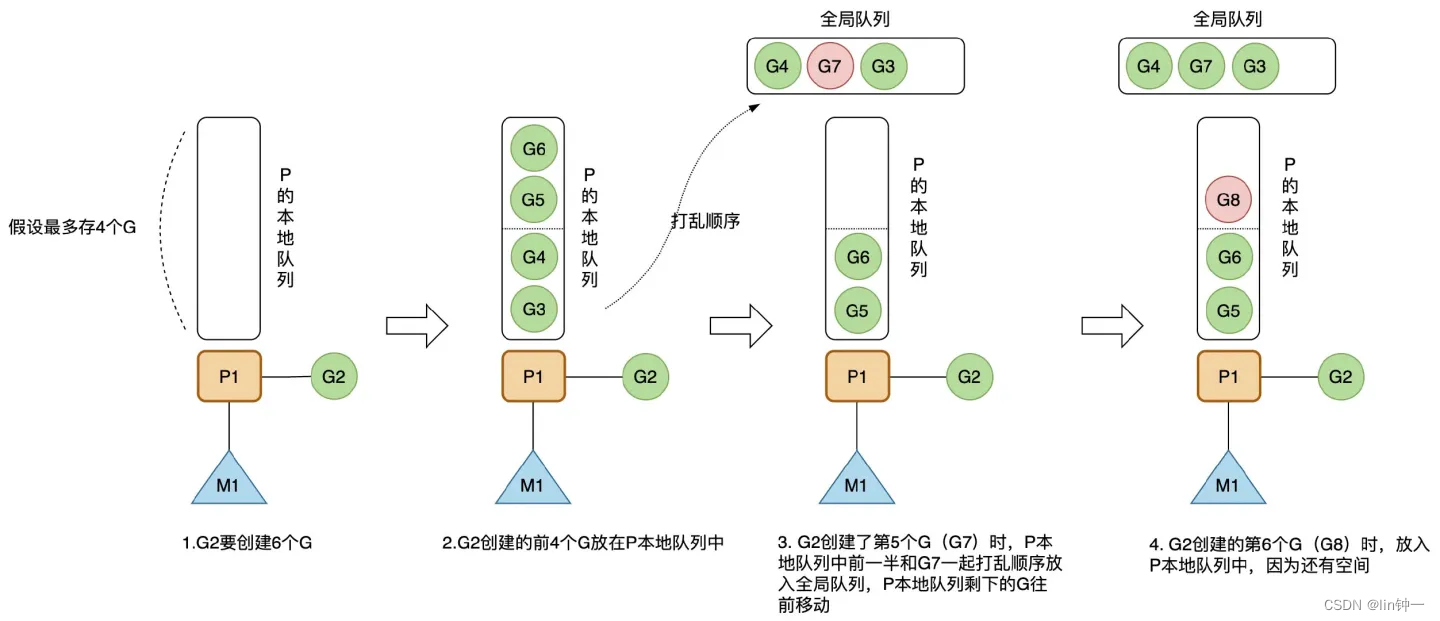 假设最多存4个G
P的本地队列
P1
G2
M1
1.G2要创建6个G
G6
G5
G4
G3
P的本地队列
P1
G2
M1
2.G2创建的前4个G放在P本地队列中
打乱顺序
全局队列
G4 G7 G3
G6
G5
P的本地队列
P1
G2
M1
3. G2创建了第5个G（G7）时，P本
地队列中前一半和G7一起打乱顺序放
入全局队列，P本地队列剩下的G往
前移动
全局队列
G4 G7 G3
G8
G6
G5
P的本地队列
P1
G2
M1
4. G2创建的第6个G（G8）时，放入
P本地队列中，因为还有空间
CSDN @lin钟一